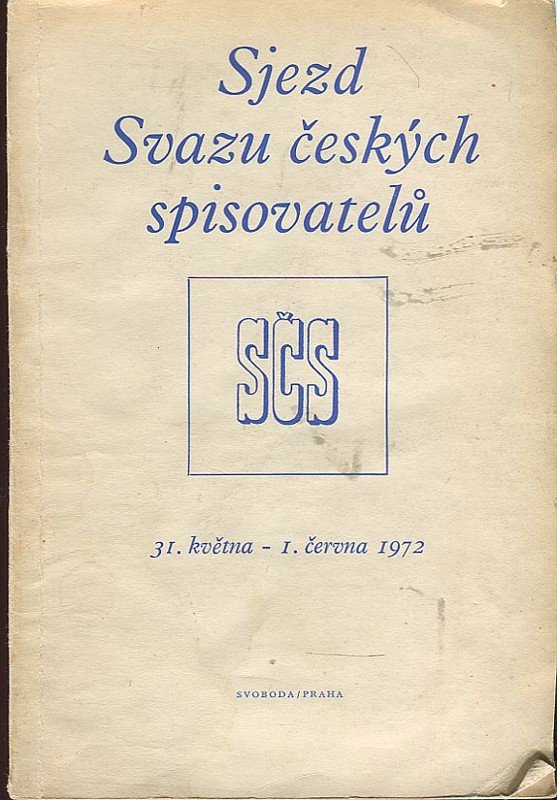 Sjezd
Svazu českých
spisovatelů
SČS
31. května - 1. června 1972
SVOBODA/PRAHA